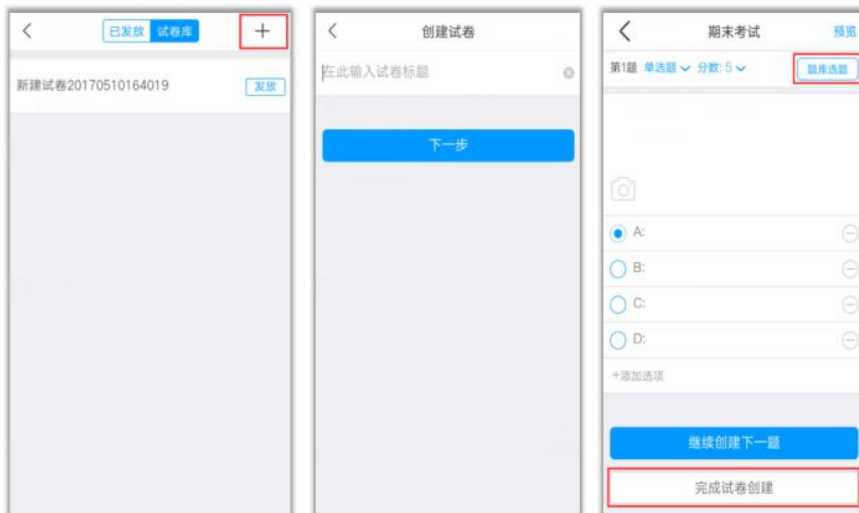 已发放 试卷库
新建试卷20170510164019 发放
创建试卷
在此输入试卷标题
下一步
期末考试 预览
第1题 单选题 分数: 5 题库选题
A:
B:
C:
D:
+添加选项
继续创建下一题
完成试卷创建